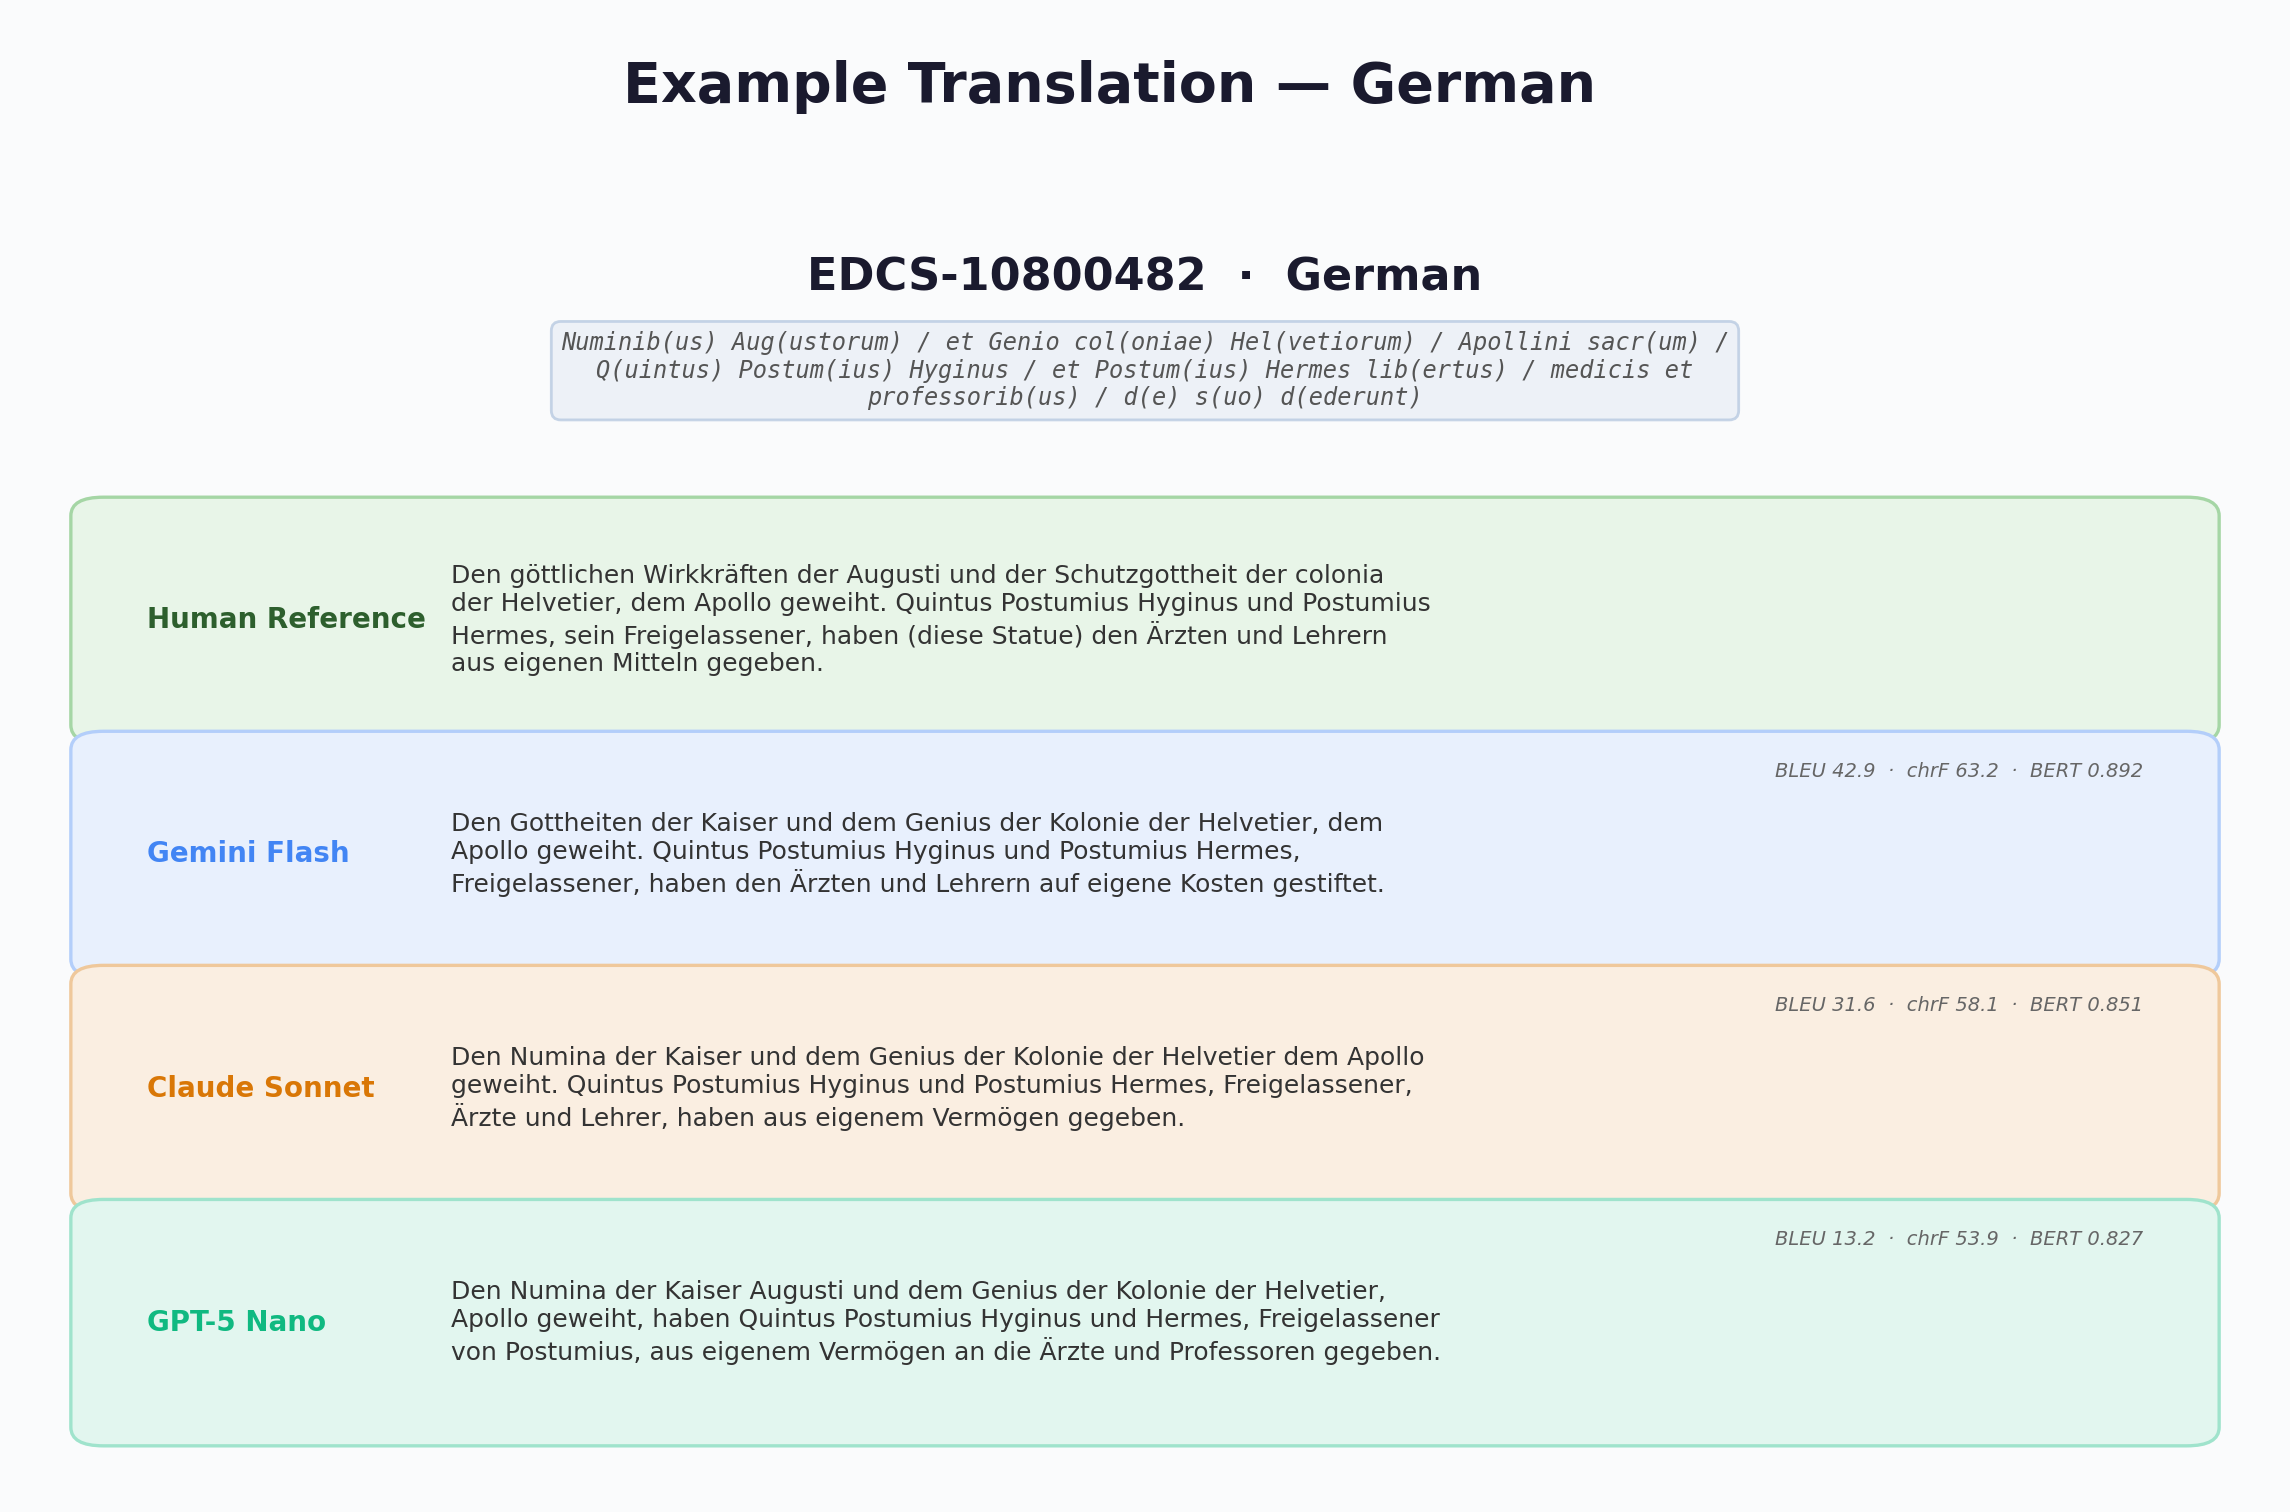 Example Translation — German
EDCS-10800482 · German
Numinib(us) Aug(ustorum) / et Genio col(oniae) Hel(vetiorum) / Apollini sacr(um) /
Q(uintus) Postum(ius) Hyginus / et Postum(ius) Hermes lib(ertus) / medicis et
professorib(us) / d(e) s(uo) d(ederunt)
Human Reference
Den göttlichen Wirkkräften der Augusti und der Schutzgottheit der colonia
der Helvetier, dem Apollo geweiht. Quintus Postumius Hyginus und Postumius
Hermes, sein Freigelassener, haben (diese Statue) den Ärzten und Lehrern
aus eigenen Mitteln gegeben.
BLEU 42.9 · chrF 63.2 · BERT 0.892
Gemini Flash
Den Gottheiten der Kaiser und dem Genius der Kolonie der Helvetier, dem
Apollo geweiht. Quintus Postumius Hyginus und Postumius Hermes,
Freigelassener, haben den Ärzten und Lehrern auf eigene Kosten gestiftet.
BLEU 31.6 · chrF 58.1 · BERT 0.851
Claude Sonnet
Den Numina der Kaiser und dem Genius der Kolonie der Helvetier dem Apollo
geweiht. Quintus Postumius Hyginus und Postumius Hermes, Freigelassener,
Ärzte und Lehrer, haben aus eigenem Vermögen gegeben.
BLEU 13.2 · chrF 53.9 · BERT 0.827
GPT-5 Nano
Den Numina der Kaiser Augusti und dem Genius der Kolonie der Helvetier,
Apollo geweiht, haben Quintus Postumius Hyginus und Hermes, Freigelassener
von Postumius, aus eigenem Vermögen an die Ärzte und Professoren gegeben.